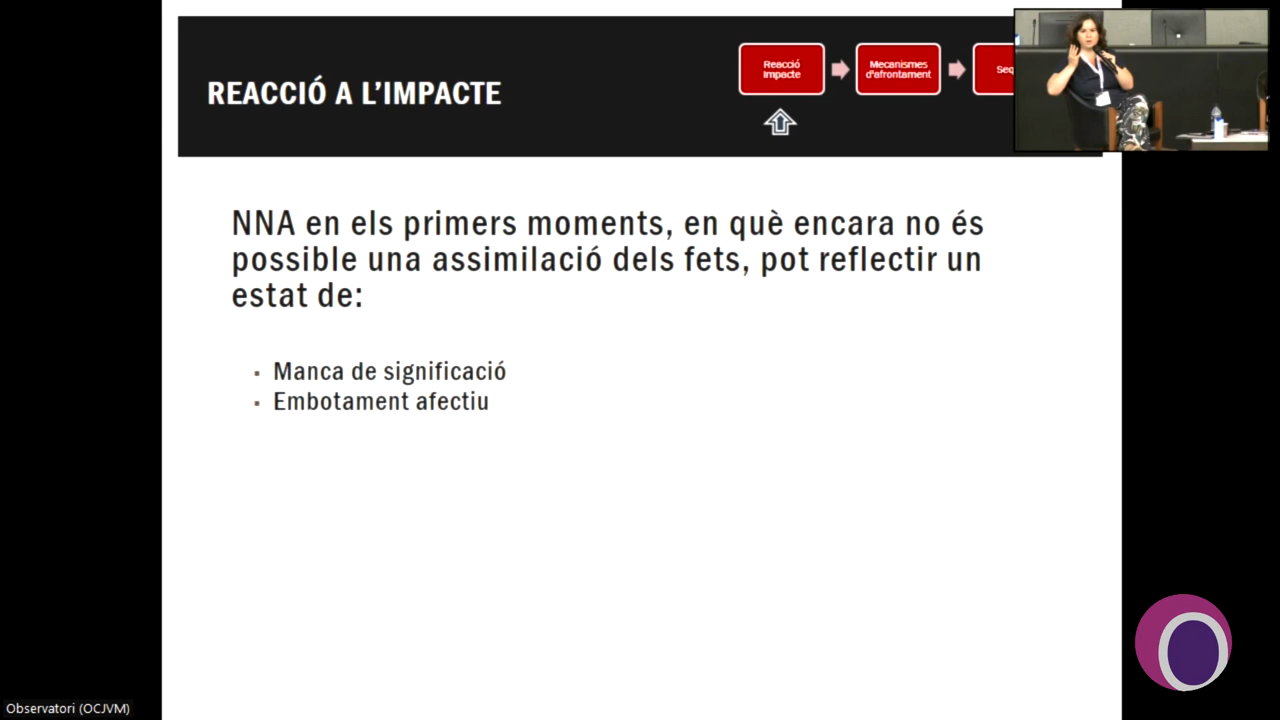 REACCIÓ A L'IMPACTE
Reacció
Impacte
Mecanismes
d'afrontament
NNA en els primers moments, en què encara no és
possible una assimilació dels fets, pot reflectir un
estat de:
▪ Manca de significació
▪ Embotament afectiu
Observatori (OCJVM)